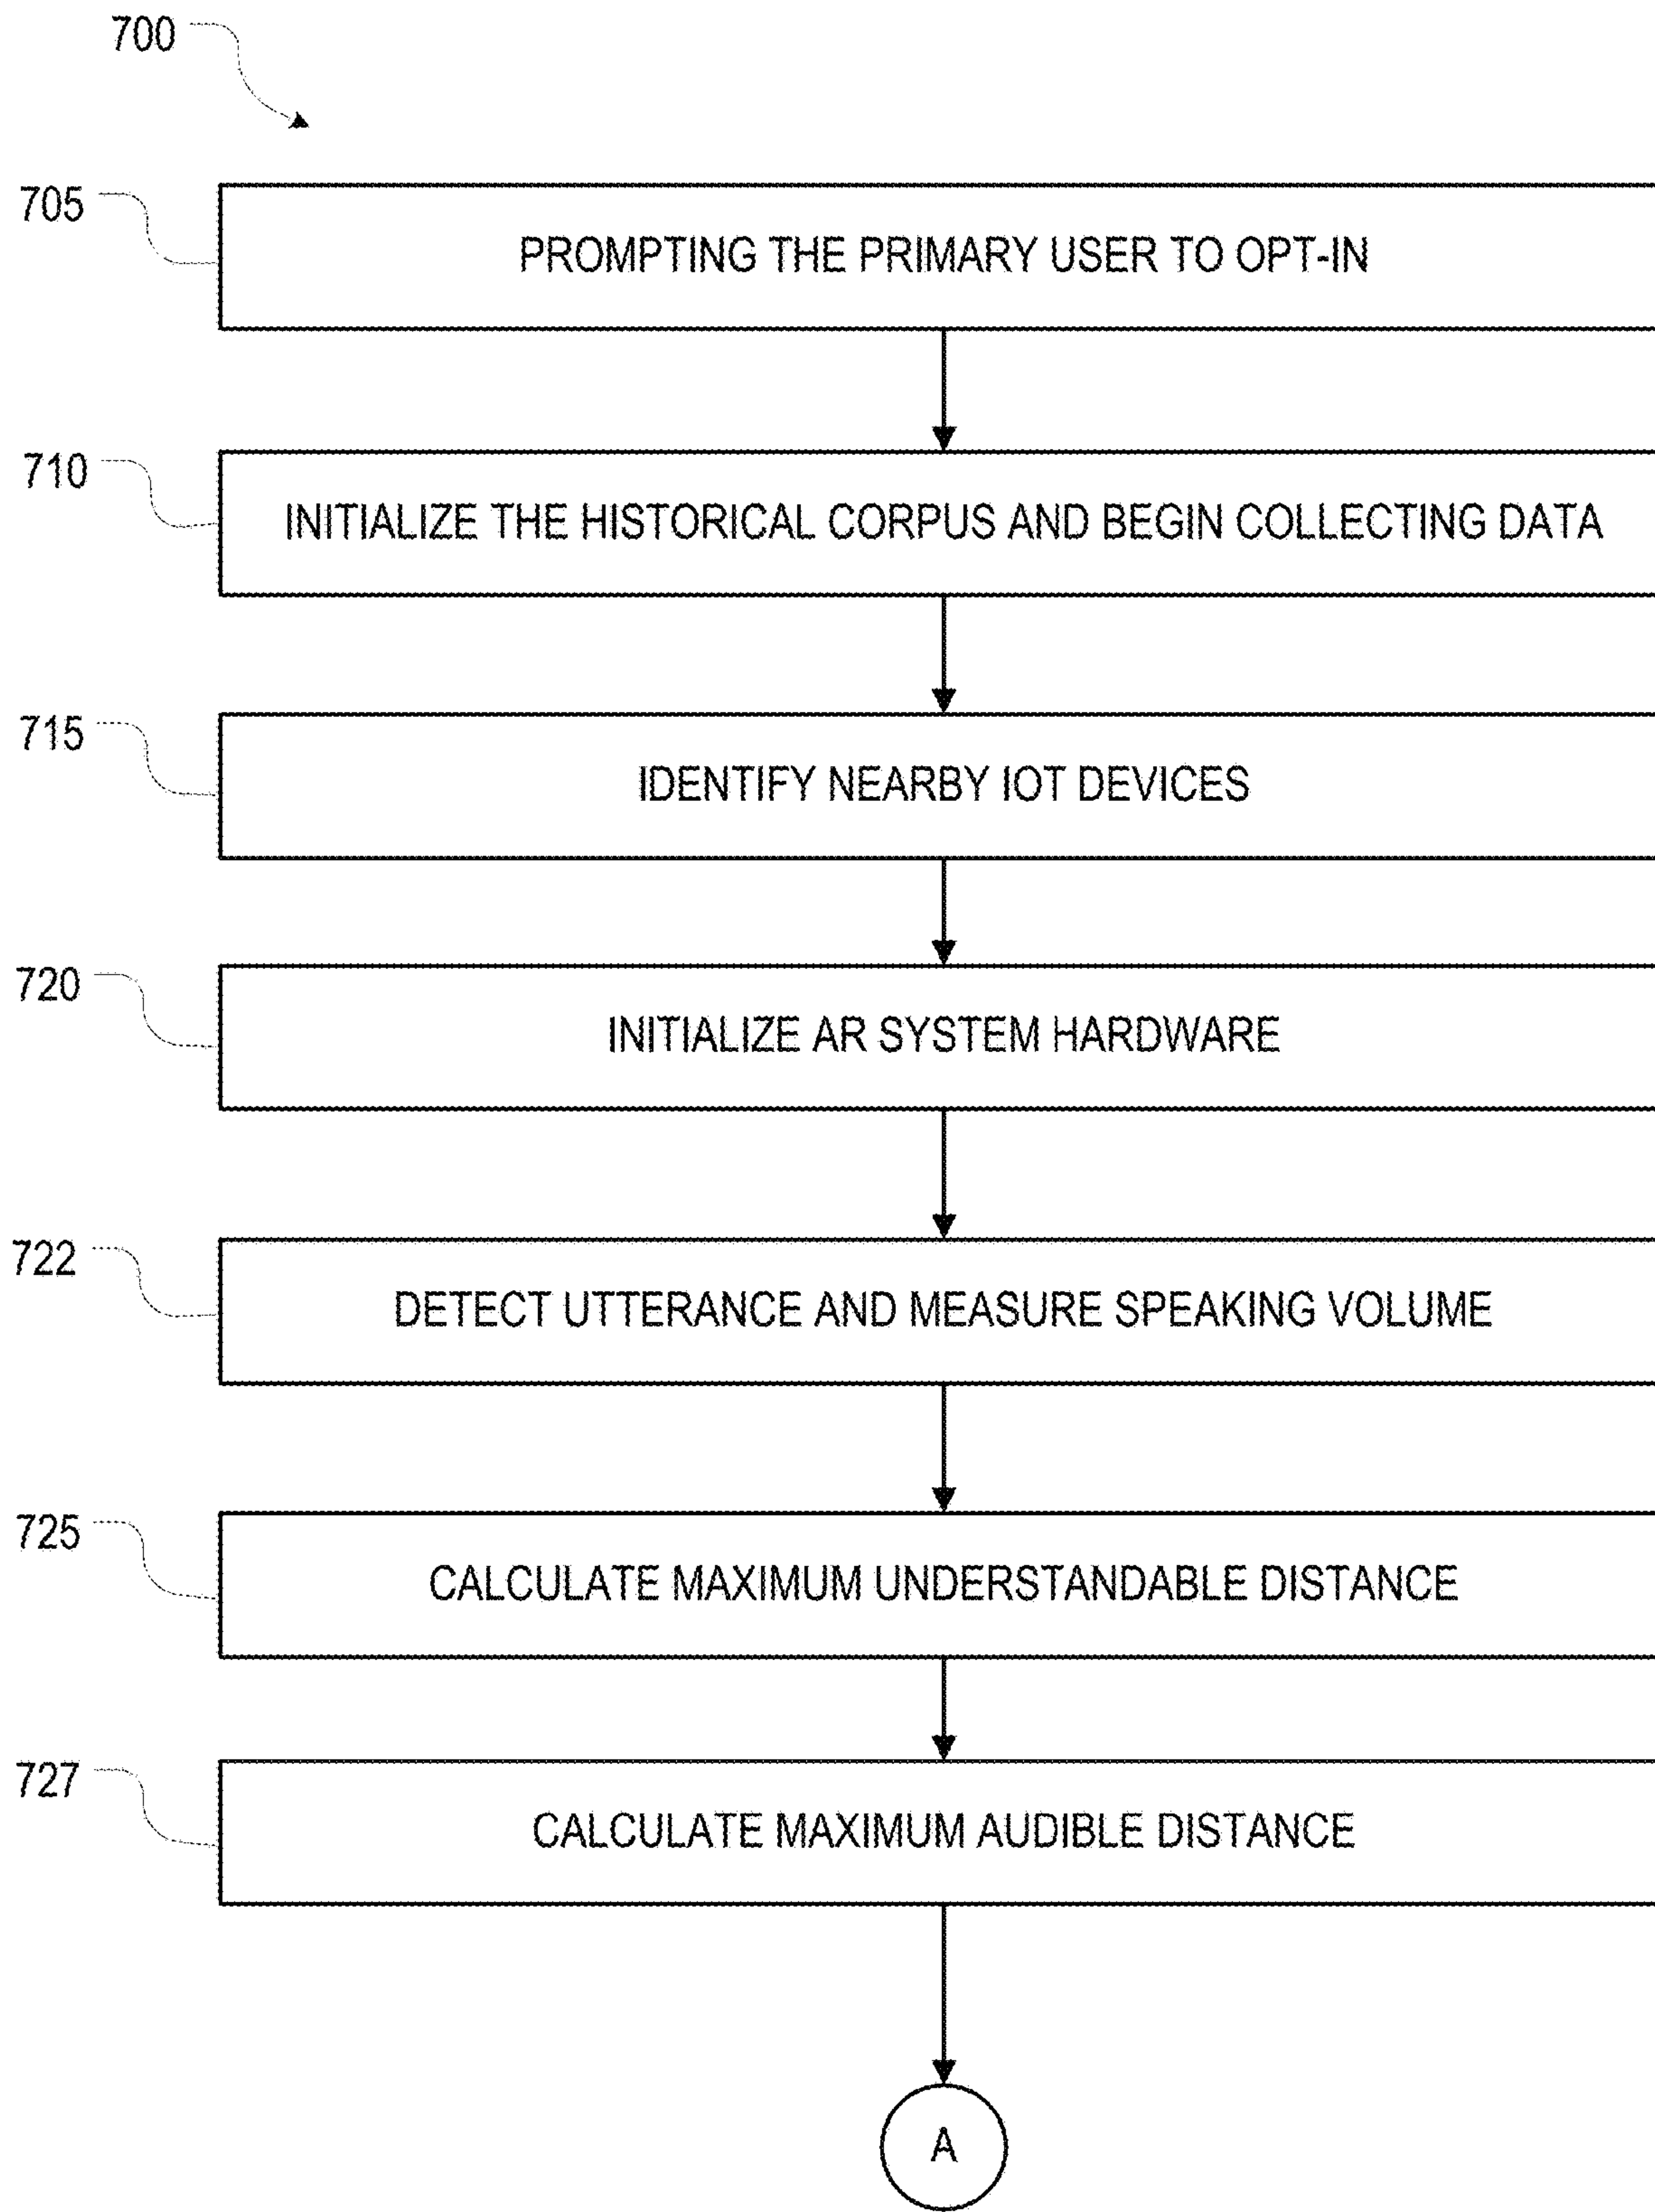 700
705
PROMPTING THE PRIMARY USER TO OPT-IN
710
INITIALIZE THE HISTORICAL CORPUS AND BEGIN COLLECTING DATA
715
IDENTIFY NEARBY IOT DEVICES
720
INITIALIZE AR SYSTEM HARDWARE
722
DETECT UTTERANCE AND MEASURE SPEAKING VOLUME
725
CALCULATE MAXIMUM UNDERSTANDABLE DISTANCE
727
CALCULATE MAXIMUM AUDIBLE DISTANCE
A